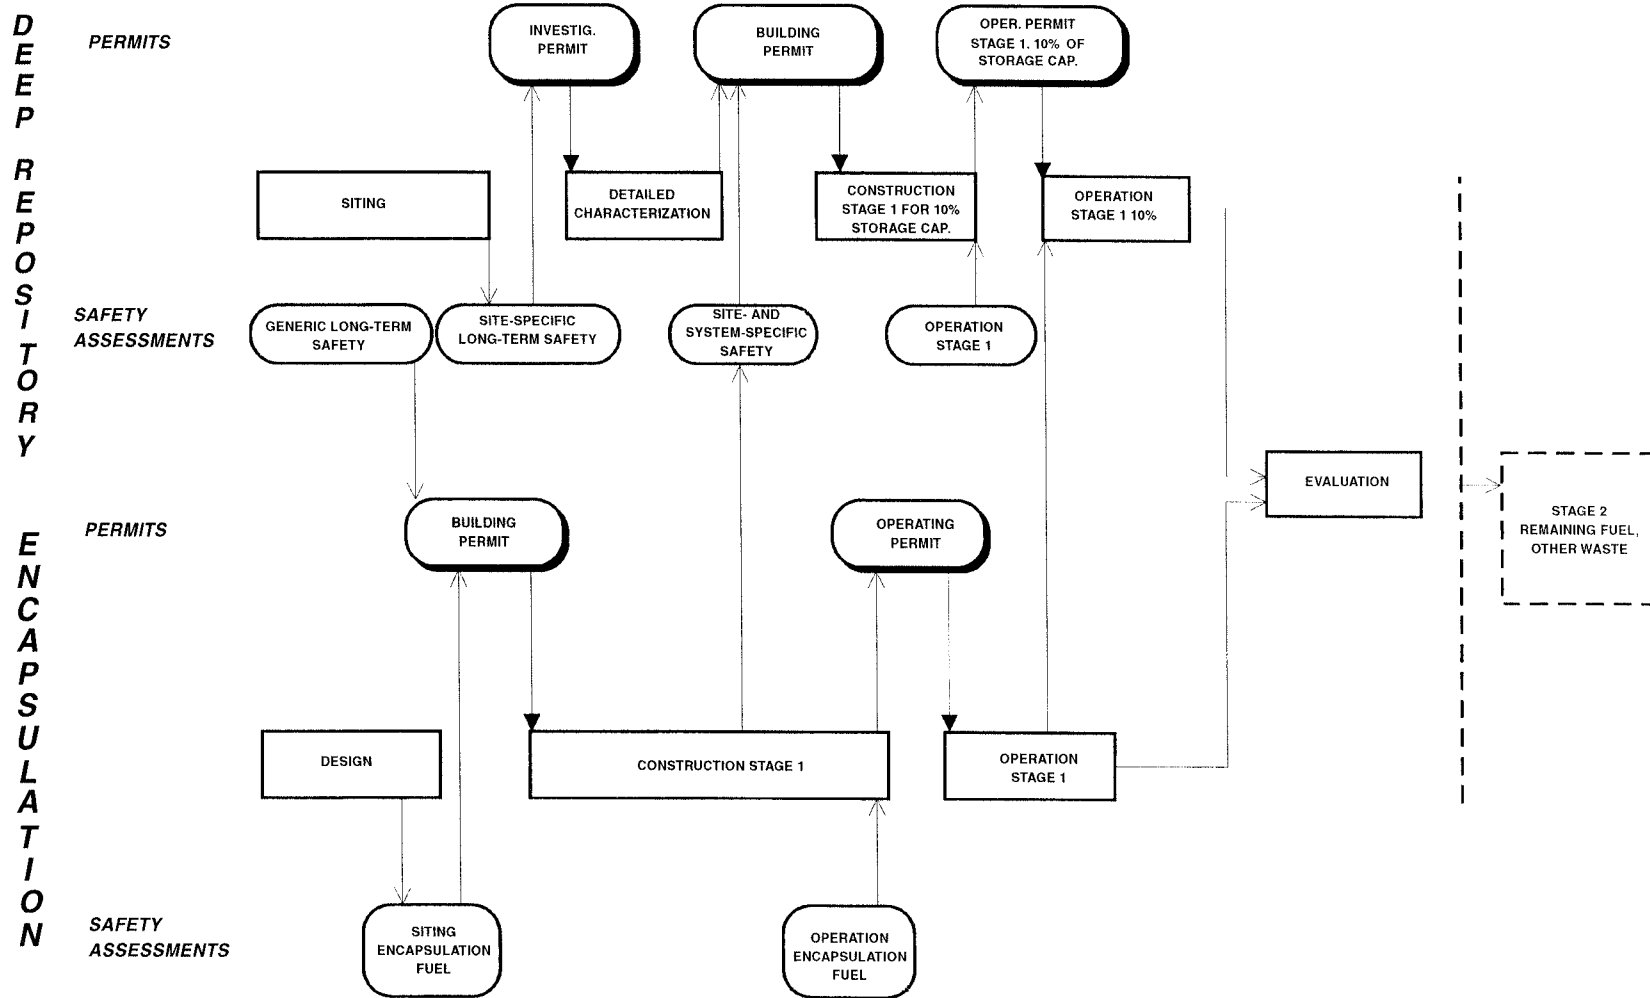 DEEP REPOSITORY
PERMITS
INVESTIG.
PERMIT
BUILDING
PERMIT
OPER. PERMIT
STAGE 1. 10% OF
STORAGE CAP.
SITING
DETAILED
CHARACTERIZATION
CONSTRUCTION
STAGE 1 FOR 10%
STORAGE CAP.
OPERATION
STAGE 1 10%
SAFETY
ASSESSMENTS
GENERIC LONG-TERM
SAFETY
SITE-SPECIFIC
LONG-TERM SAFETY
SITE- AND
SYSTEM-SPECIFIC
SAFETY
OPERATION
STAGE 1
EVALUATION
STAGE 2
REMAINING FUEL,
OTHER WASTE
ENCAPSULATION
PERMITS
BUILDING
PERMIT
OPERATING
PERMIT
DESIGN
CONSTRUCTION STAGE 1
OPERATION
STAGE 1
SAFETY
ASSESSMENTS
SITING
ENCAPSULATION
FUEL
OPERATION
ENCAPSULATION
FUEL